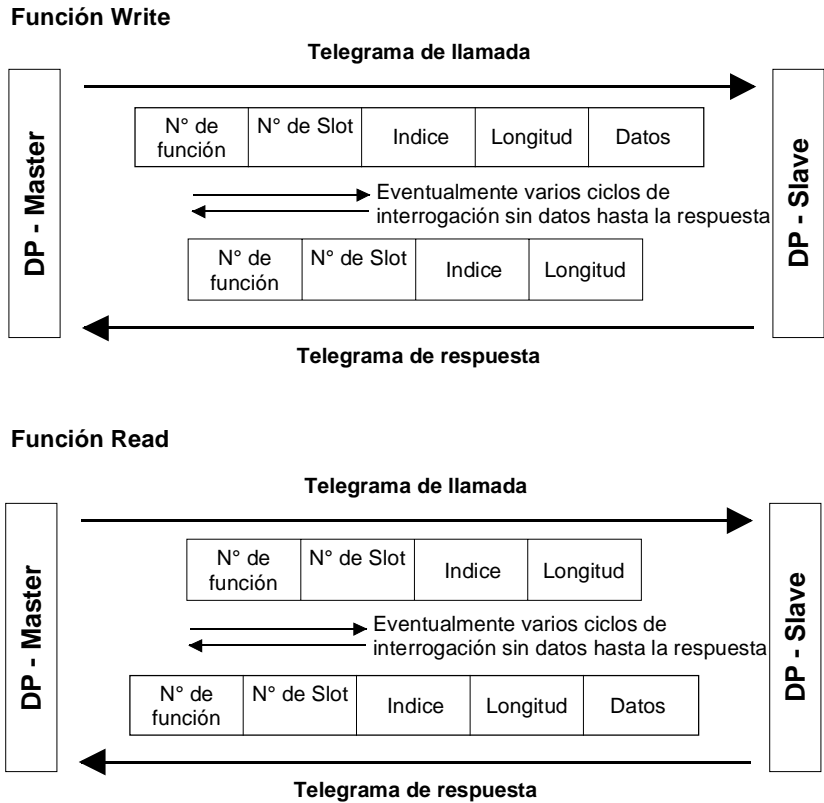 Función Write
Telegrama de llamada
DP - Master
N° de función
N° de Slot
Indice
Longitud
Datos
DP - Slave
Eventualmente varios ciclos de
interrogación sin datos hasta la respuesta
N° de función
N° de Slot
Indice
Longitud
Telegrama de respuesta
Función Read
Telegrama de llamada
DP - Master
N° de función
N° de Slot
Indice
Longitud
DP - Slave
Eventualmente varios ciclos de
interrogación sin datos hasta la respuesta
N° de función
N° de Slot
Indice
Longitud
Datos
Telegrama de respuesta